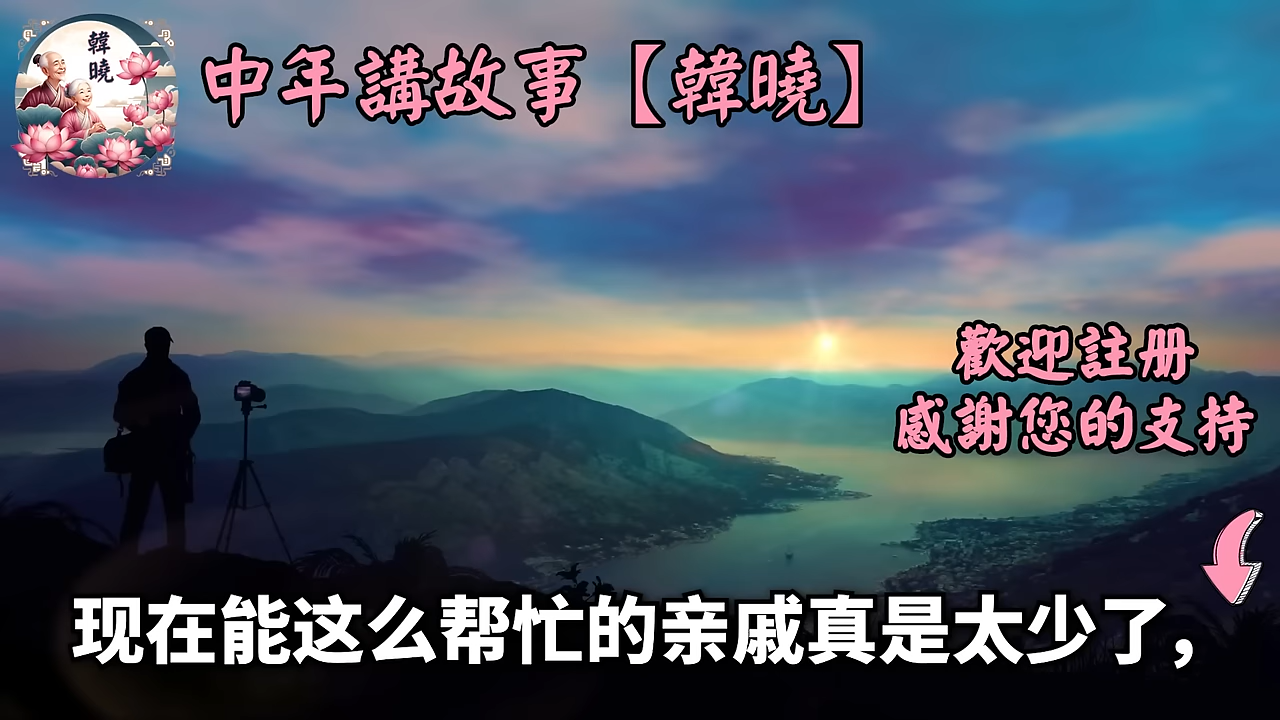 韓
曉
中年講故事【韓曉】
歡迎註册
感謝您的支持
现在能这么帮忙的亲戚真是太少了，